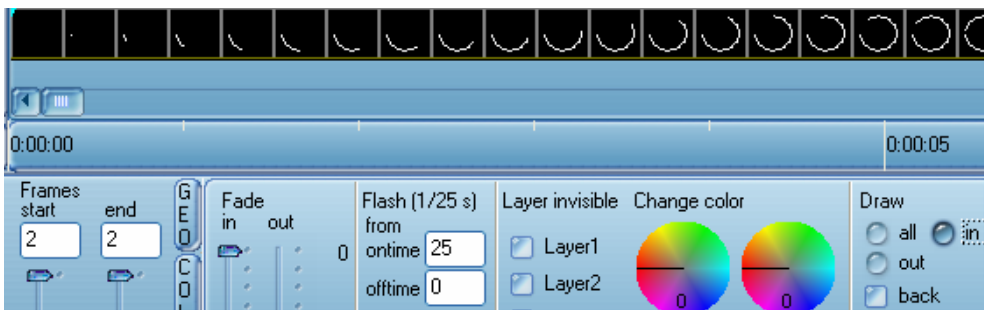 0:00:00
0:00:05
Frames
start end
2 2
GEO
Fade
in out
0
Flash (1/25 s)
from
ontime 25
offtime 0
Layer invisible
Layer1
Layer2
Change color
0 0
Draw
all in
out
back